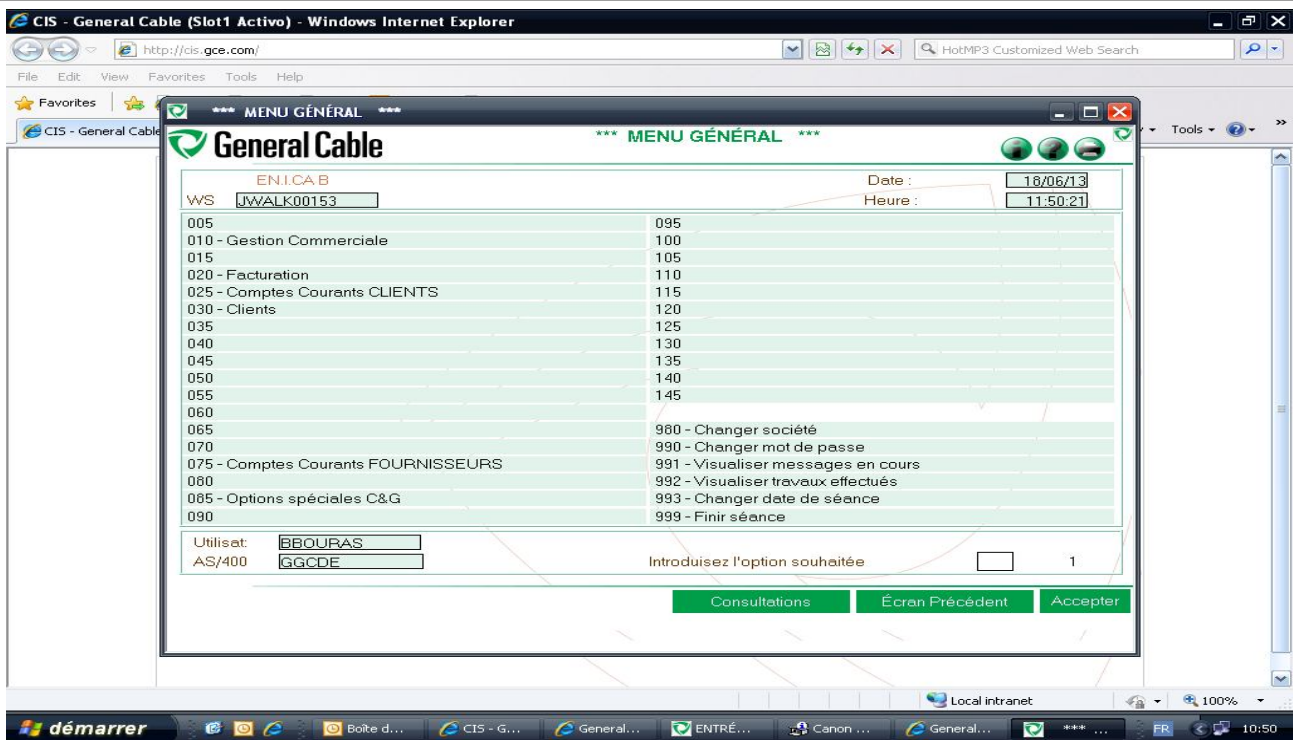 CIS - General Cable (Slot1 Activo) - Windows Internet Explorer
http://cis.gce.com/
HotMP3 Customized Web Search
File Edit View Favorites Tools Help
Favorites
CIS - General Cable
Tools
*** MENU GÉNÉRAL ***
General Cable
*** MENU GÉNÉRAL ***
EN.I.CA B
Date : 18/06/13
WS JWALK00153
Heure : 11:50:21
005
010 - Gestion Commerciale
015
020 - Facturation
025 - Comptes Courants CLIENTS
030 - Clients
035
040
045
050
055
060
065
070
075 - Comptes Courants FOURNISSEURS
080
085 - Options spéciales C&G
090
095
100
105
110
115
120
125
130
135
140
145
980 - Changer société
990 - Changer mot de passe
991 - Visualiser messages en cours
992 - Visualiser travaux effectués
993 - Changer date de séance
999 - Finir séance
Utilisat: BBOURAS
AS/400 GGCDE
Introduisez l'option souhaitée 1
Consultations Écran Précédent Accepter
Local intranet 100%
démarrer Boîte d... CIS - G... General... ENTRÉ... Canon ... General... *** ... FR 10:50